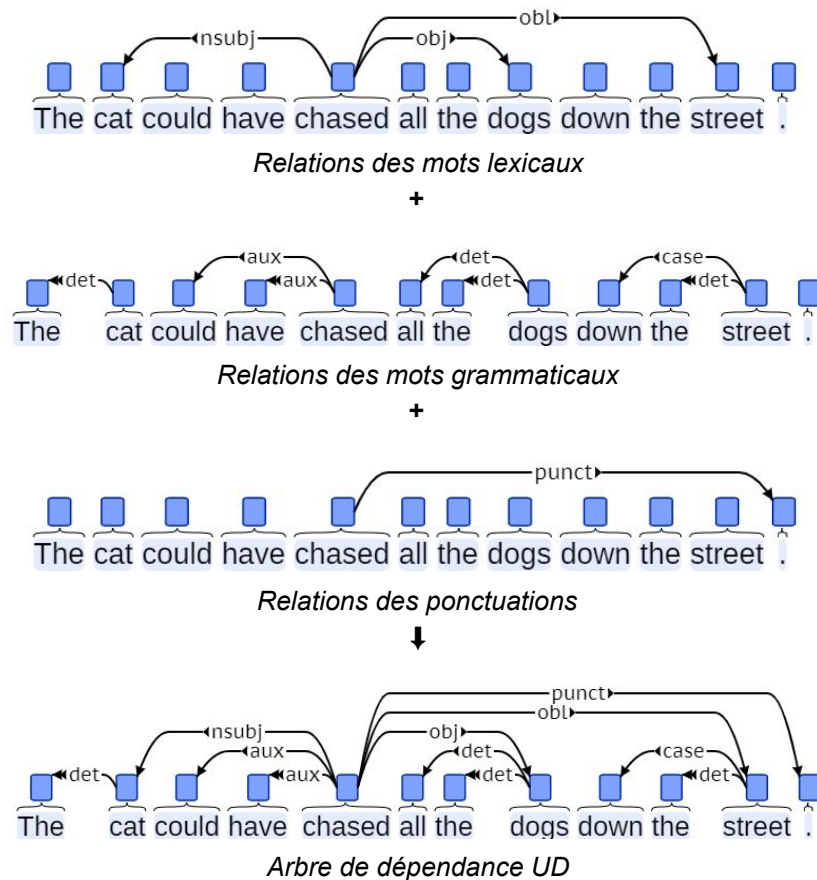 obl
nsubj obj
The cat could have chased all the dogs down the street .
Relations des mots lexicaux
+
aux det case
det aux det det
The cat could have chased all the dogs down the street .
Relations des mots grammaticaux
+
punct
The cat could have chased all the dogs down the street .
Relations des ponctuations
⬇
punct
obl
nsubj obj
aux det case
det aux det det
The cat could have chased all the dogs down the street .
Arbre de dépendance UD